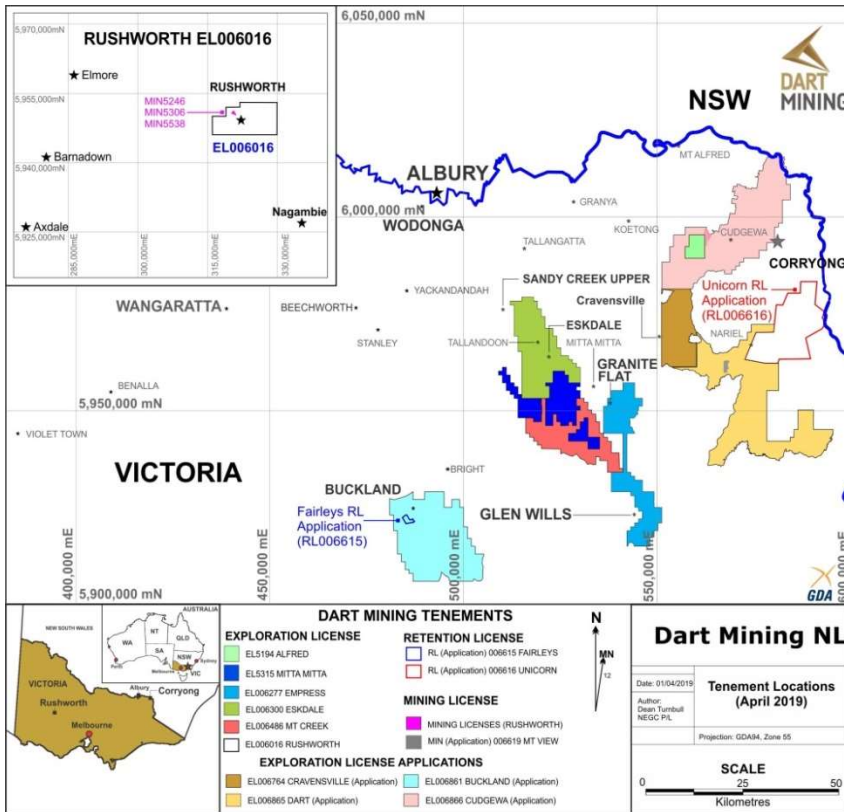 5,970,000mN
RUSHWORTH EL006016
Elmore
5,955,000mN
RUSHWORTH
MIN5246
MIN5306
MIN5538
EL006016
5,940,000mN
Barnadown
Nagambie
Axdale
5,925,000mN
285,000mE
300,000mE
315,000mE
330,000mE
6,050,000 mN
DART
MINING
NSW
MT ALFRED
ALBURY
6,000,000 mN
WODONGA
GRANYA
KOETONG
CUDGEWA
TALLANGATTA
CORRYONG
SANDY CREEK UPPER
Unicorn RL
Application
(RL006616)
YACKANDANDAH
Cravensville
WANGARATTA
BEECHWORTH
ESKDALE
STANLEY
TALLANDOON
MITTA MITTA
NARIEL
GRANITE
FLAT
BENALLA
5,950,000 mN
VIOLET TOWN
VICTORIA
BRIGHT
BUCKLAND
Fairleys RL
Application
(RL006615)
GLEN WILLS
400,000 mE
450,000 mE
500,000 mE
550,000 mE
5,900,000 mN
GDA
NEW SOUTH WALES
AUSTRALIA
NT
QLD
WA
SA
NSW
Perth
Sydney
Melbourne
VIC
VICTORIA
Albury
Corryong
Rushworth
Melbourne
DART MINING TENEMENTS
EXPLORATION LICENSE
EL5194 ALFRED
EL5315 MITTA MITTA
EL006277 EMPRESS
EL006300 ESKDALE
EL006486 MT CREEK
EL006016 RUSHWORTH
RETENTION LICENSE
RL (Application) 006615 FAIRLEYS
RL (Application) 006616 UNICORN
MINING LICENSE
MINING LICENSES (RUSHWORTH)
MIN (Application) 006619 MT VIEW
N
MN
12
EXPLORATION LICENSE APPLICATIONS
EL006764 CRAVENSVILLE (Application)
EL006865 DART (Application)
EL006861 BUCKLAND (Application)
EL006866 CUDGEWA (Application)
Dart Mining NL
Date: 01/04/2019
Author:
Dean Turnbull
NEGC P/L
Tenement Locations
(April 2019)
Projection: GDA94, Zone 55
SCALE
0 25 50
Kilometres